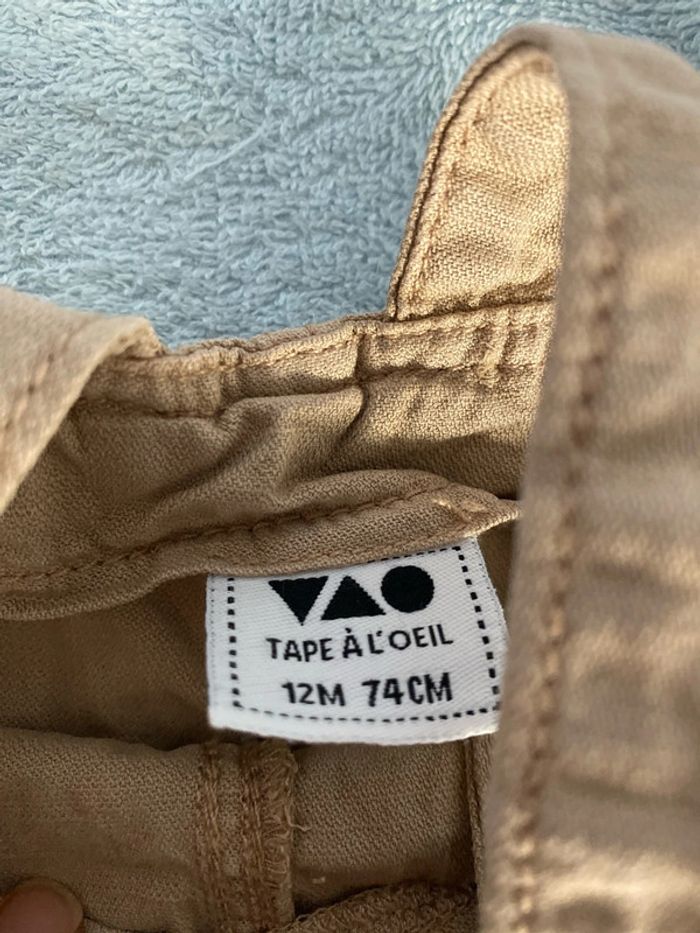 TAPE À L'OEIL
12M 74CM